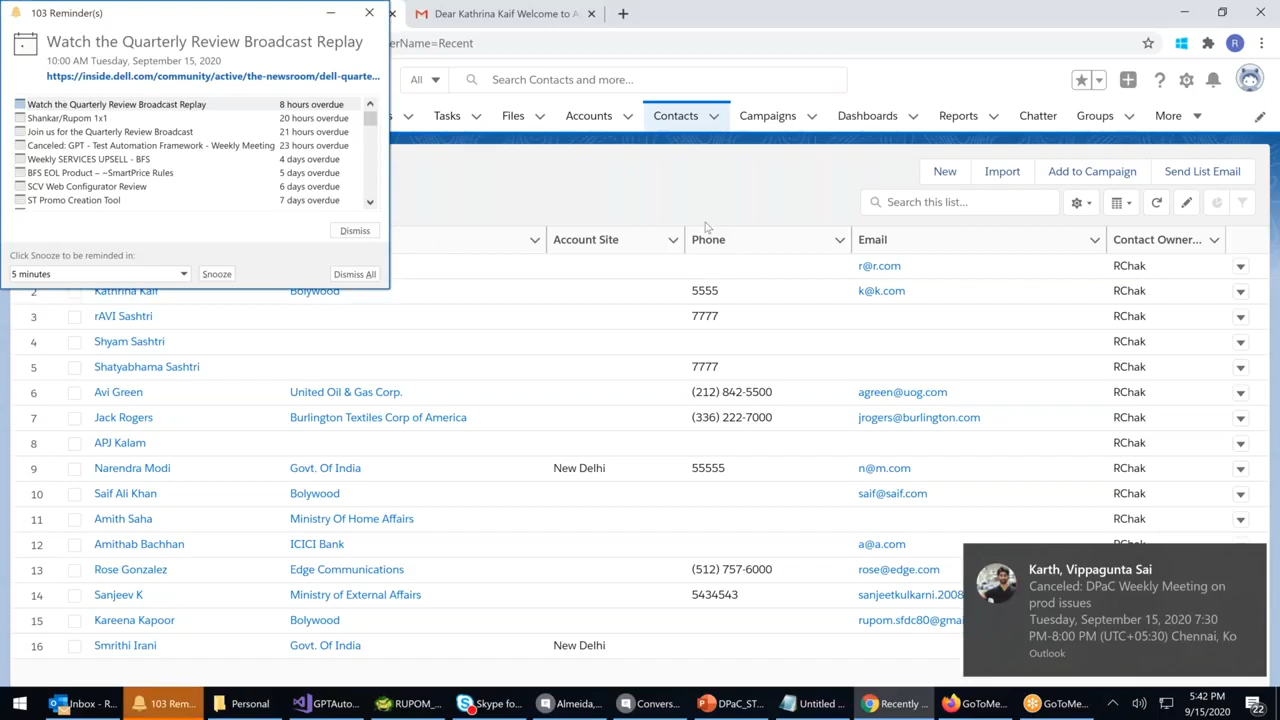 103 Reminder(s)
Watch the Quarterly Review Broadcast Replay
10:00 AM Tuesday, September 15, 2020
https://inside.dell.com/community/active/the-newsroom/dell-quarte...
Watch the Quarterly Review Broadcast Replay 8 hours overdue
Shankar/Rupom 1x1 20 hours overdue
Join us for the Quarterly Review Broadcast 21 hours overdue
Canceled: GPT - Test Automation Framework - Weekly Meeting 23 hours overdue
Weekly SERVICES UPSELL - BFS 4 days overdue
BFS EOL Product – ~SmartPrice Rules 5 days overdue
SCV Web Configurator Review 6 days overdue
ST Promo Creation Tool 7 days overdue
Dismiss
Click Snooze to be reminded in:
5 minutes Snooze Dismiss All
Dear Kathrina Kaif Welcome to A
erName=Recent
R
All Search Contacts and more...
Tasks Files Accounts Contacts Campaigns Dashboards Reports Chatter Groups More
New Import Add to Campaign Send List Email
Search this list...
Account Site Phone Email Contact Owner...
r@r.com RChak
2 Kathrina Kaif Bolywood 5555 k@k.com RChak
3 rAVI Sashtri 7777 RChak
4 Shyam Sashtri RChak
5 Shatyabhama Sashtri 7777 RChak
6 Avi Green United Oil & Gas Corp. (212) 842-5500 agreen@uog.com RChak
7 Jack Rogers Burlington Textiles Corp of America (336) 222-7000 jrogers@burlington.com RChak
8 APJ Kalam RChak
9 Narendra Modi Govt. Of India New Delhi 55555 n@m.com RChak
10 Saif Ali Khan Bolywood saif@saif.com RChak
11 Amith Saha Ministry Of Home Affairs RChak
12 Amithab Bachhan ICICI Bank a@a.com RChak
13 Rose Gonzalez Edge Communications (512) 757-6000 rose@edge.com
14 Sanjeev K Ministry of External Affairs 5434543 sanjeetkulkarni.2008
15 Kareena Kapoor Bolywood rupom.sfdc80@gma
16 Smrithi Irani Govt. Of India New Delhi
Karth, Vippagunta Sai
Canceled: DPaC Weekly Meeting on
prod issues
Tuesday, September 15, 2020 7:30
PM-8:00 PM (UTC+05:30) Chennai, Ko
Outlook
Inbox - R... 103 Rem... Personal GPTAuto... RUPOM_... Skype fo... Almeida,... Convers... DPaC_ST... Untitled ... Recently ... GoToMe... GoToMe...
5:42 PM
9/15/2020
22